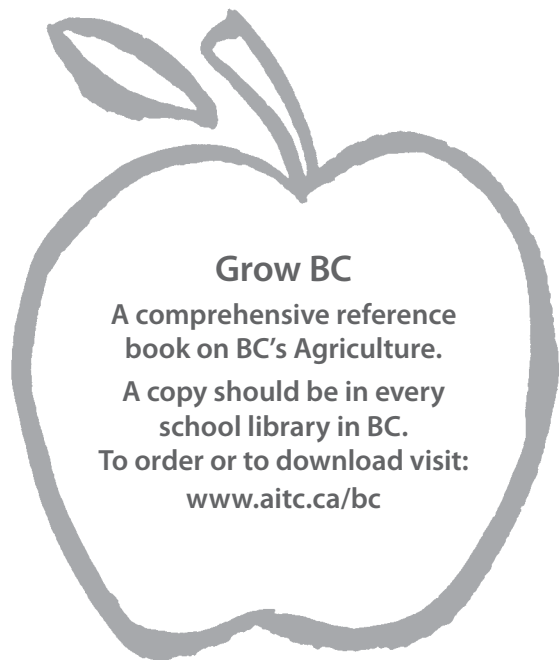 Grow BC
A comprehensive reference
book on BC’s Agriculture.
A copy should be in every
school library in BC.
To order or to download visit:
www.aitc.ca/bc